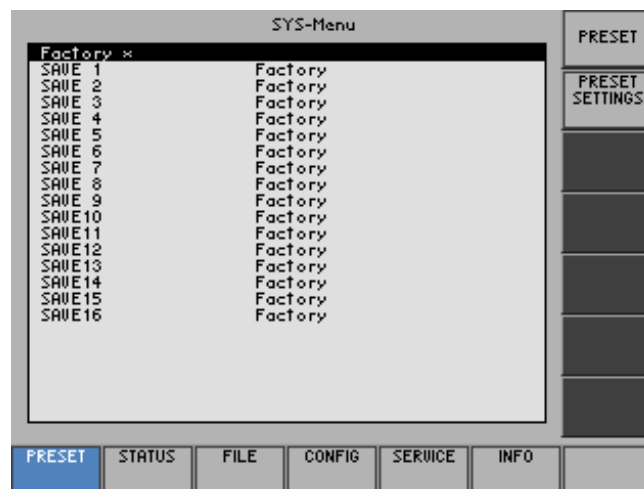 SYS-Menu
Factory *
SAVE 1 Factory
SAVE 2 Factory
SAVE 3 Factory
SAVE 4 Factory
SAVE 5 Factory
SAVE 6 Factory
SAVE 7 Factory
SAVE 8 Factory
SAVE 9 Factory
SAVE10 Factory
SAVE11 Factory
SAVE12 Factory
SAVE13 Factory
SAVE14 Factory
SAVE15 Factory
SAVE16 Factory
PRESET
PRESET
SETTINGS
PRESET STATUS FILE CONFIG SERVICE INFO